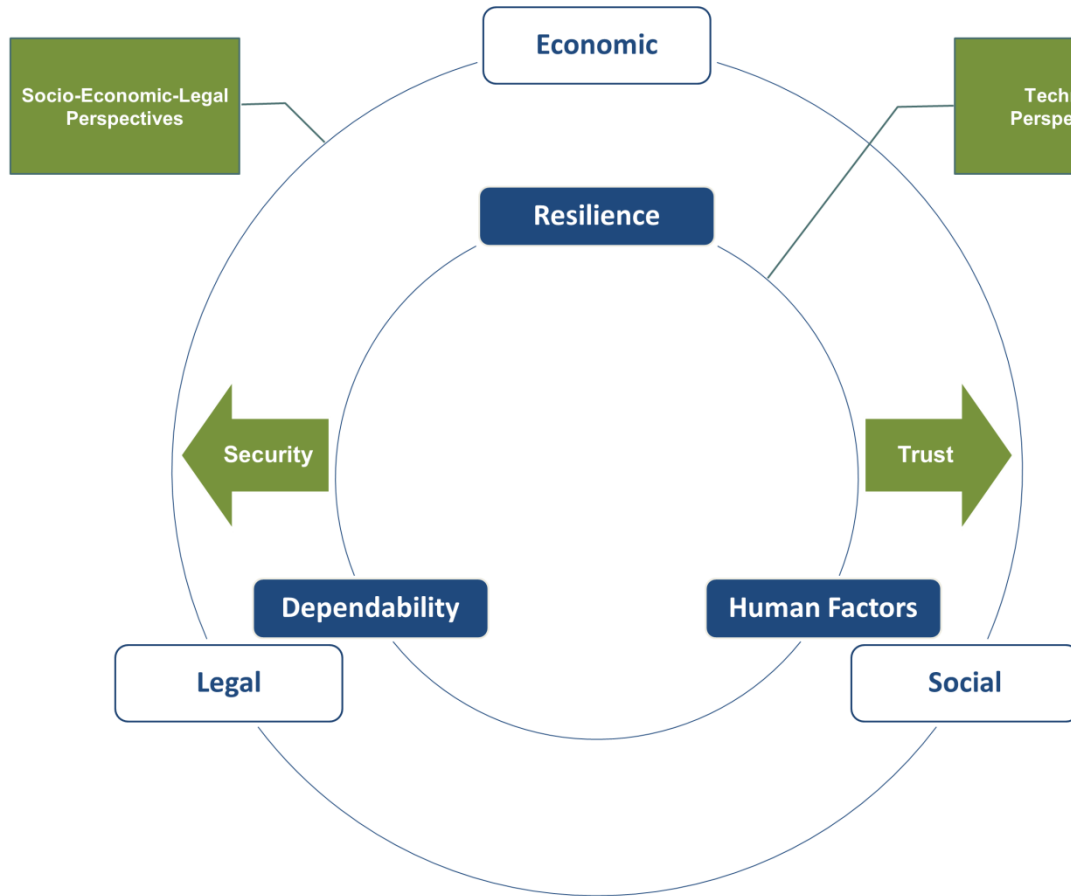 Economic
Socio-Economic-Legal
Perspectives
Resilience
Security
Trust
Dependability
Human Factors
Legal
Social